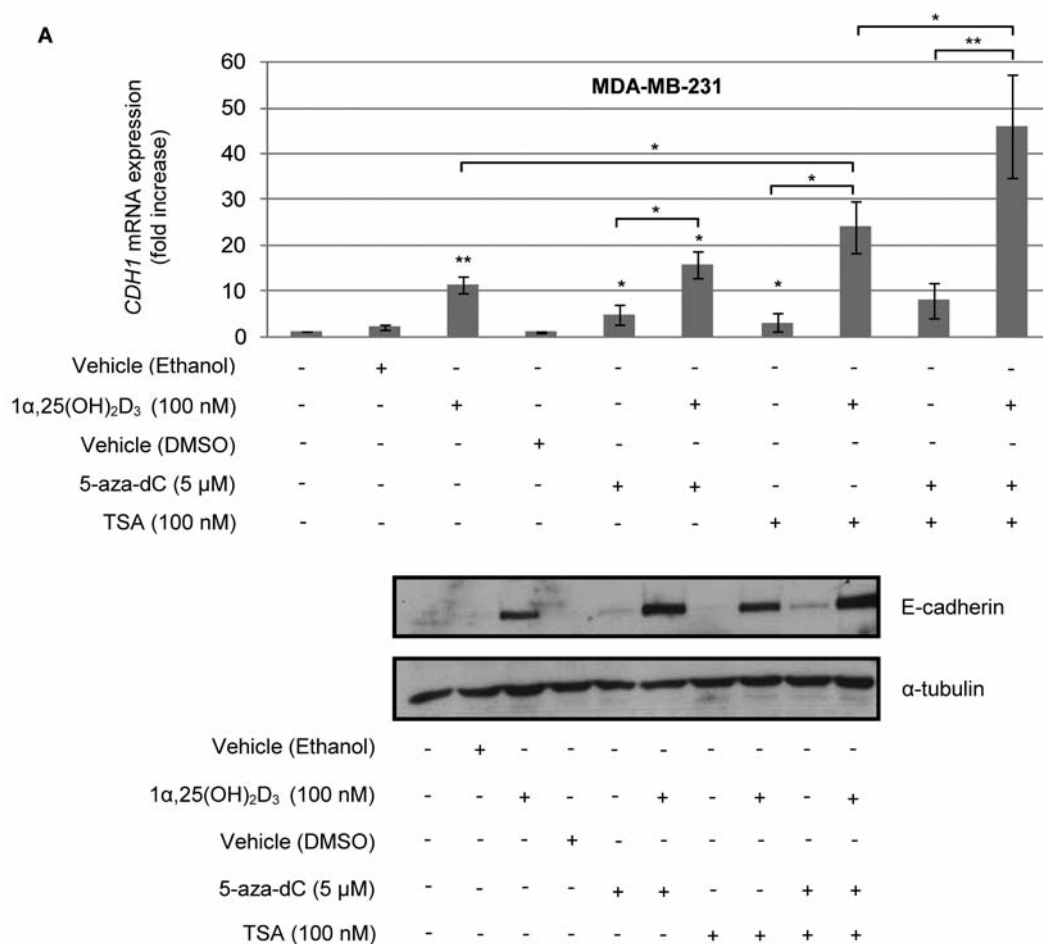 A
*
**
60
MDA-MB-231
50
40
*
*
30
*
*
20
**
*
*
10
0
CDH1 mRNA expression
(fold increase)
Vehicle (Ethanol) - + - - - - - - - -
1α,25(OH)₂D₃ (100 nM) - - + - - + - + - +
Vehicle (DMSO) - - - + - - - - - -
5-aza-dC (5 µM) - - - - + + - - + +
TSA (100 nM) - - - - - - + + + +
E-cadherin
α-tubulin
Vehicle (Ethanol) - + - - - - - - - -
1α,25(OH)₂D₃ (100 nM) - - + - - + - + - +
Vehicle (DMSO) - - - + - - - - - -
5-aza-dC (5 µM) - - - - + + - - + +
TSA (100 nM) - - - - - - + + + +